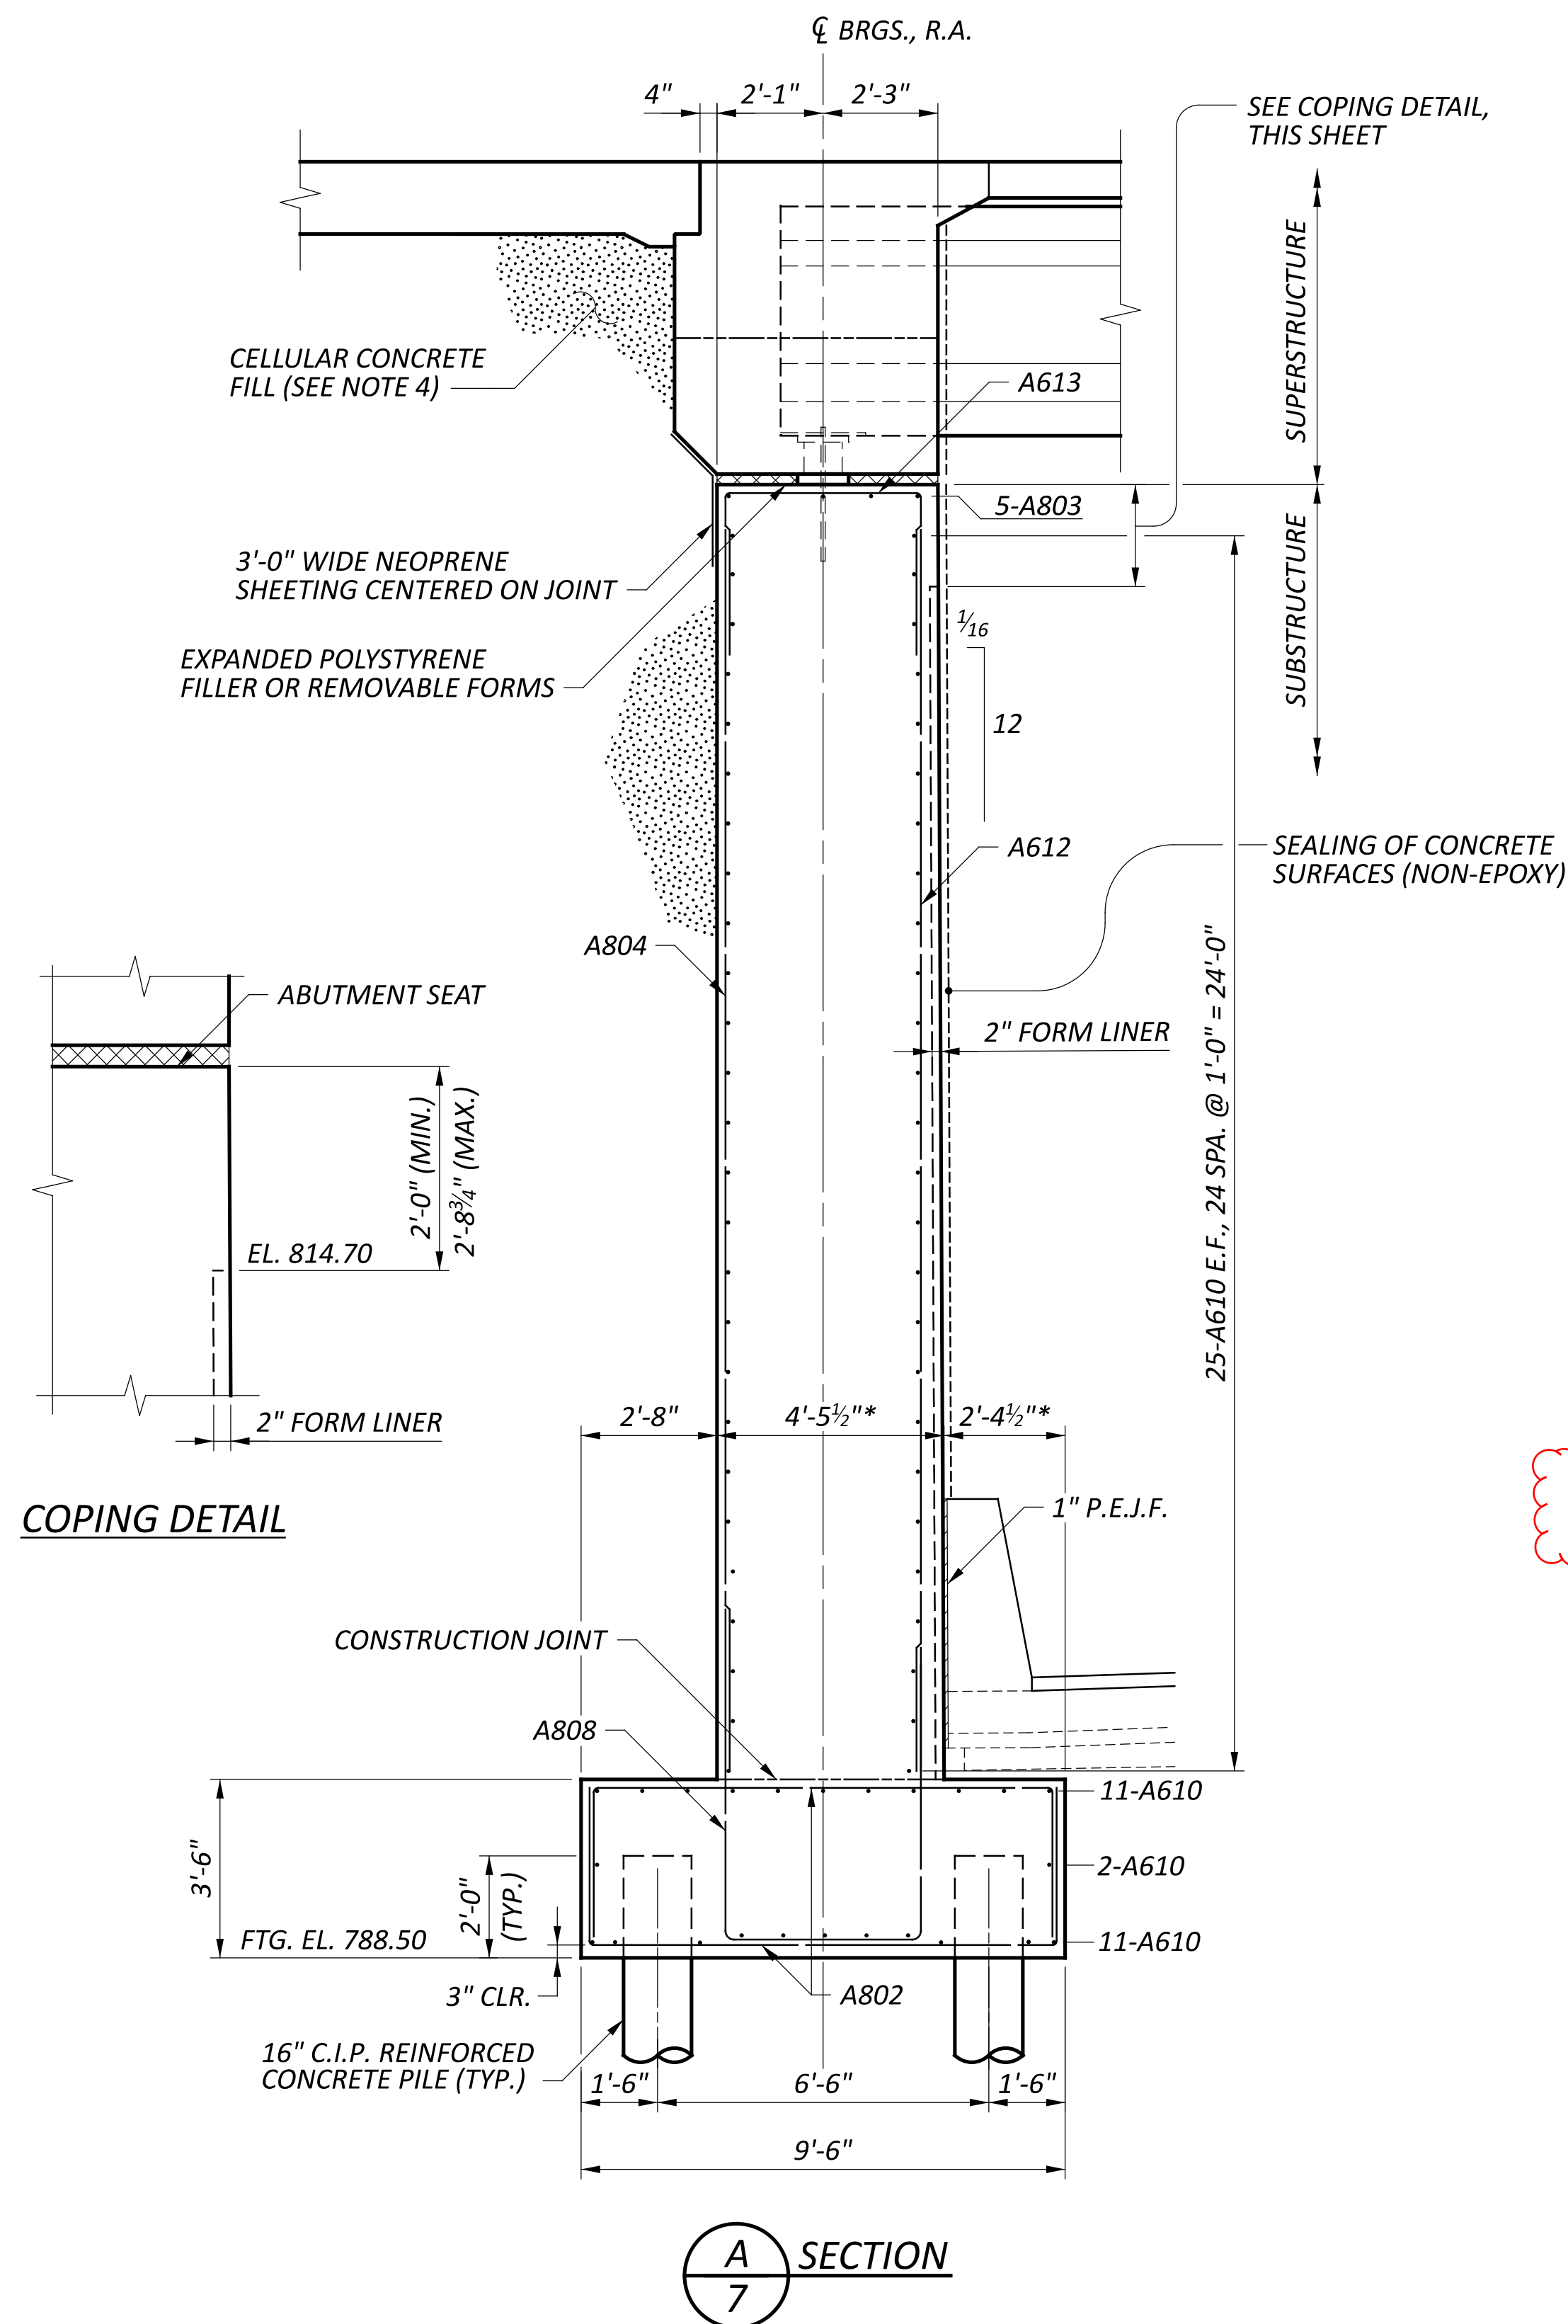 ℄ BRGS., R.A.
4"
2'-1"
2'-3"
SEE COPING DETAIL,
THIS SHEET
SUPERSTRUCTURE
CELLULAR CONCRETE
FILL (SEE NOTE 4)
A613
5-A803
3'-0" WIDE NEOPRENE
SHEETING CENTERED ON JOINT
SUBSTRUCTURE
1/16
EXPANDED POLYSTYRENE
FILLER OR REMOVABLE FORMS
12
A612
SEALING OF CONCRETE
SURFACES (NON-EPOXY)
A804
2" FORM LINER
25-A610 E.F., 24 SPA. @ 1'-0" = 24'-0"
ABUTMENT SEAT
2'-0" (MIN.)
2'-8¾" (MAX.)
EL. 814.70
2" FORM LINER
COPING DETAIL
2'-8"
4'-5½"*
2'-4½"*
1" P.E.J.F.
CONSTRUCTION JOINT
A808
11-A610
3'-6"
2'-0"
(TYP.)
2-A610
FTG. EL. 788.50
11-A610
3" CLR.
A802
16" C.I.P. REINFORCED
CONCRETE PILE (TYP.)
1'-6"
6'-6"
1'-6"
9'-6"
A
7
SECTION